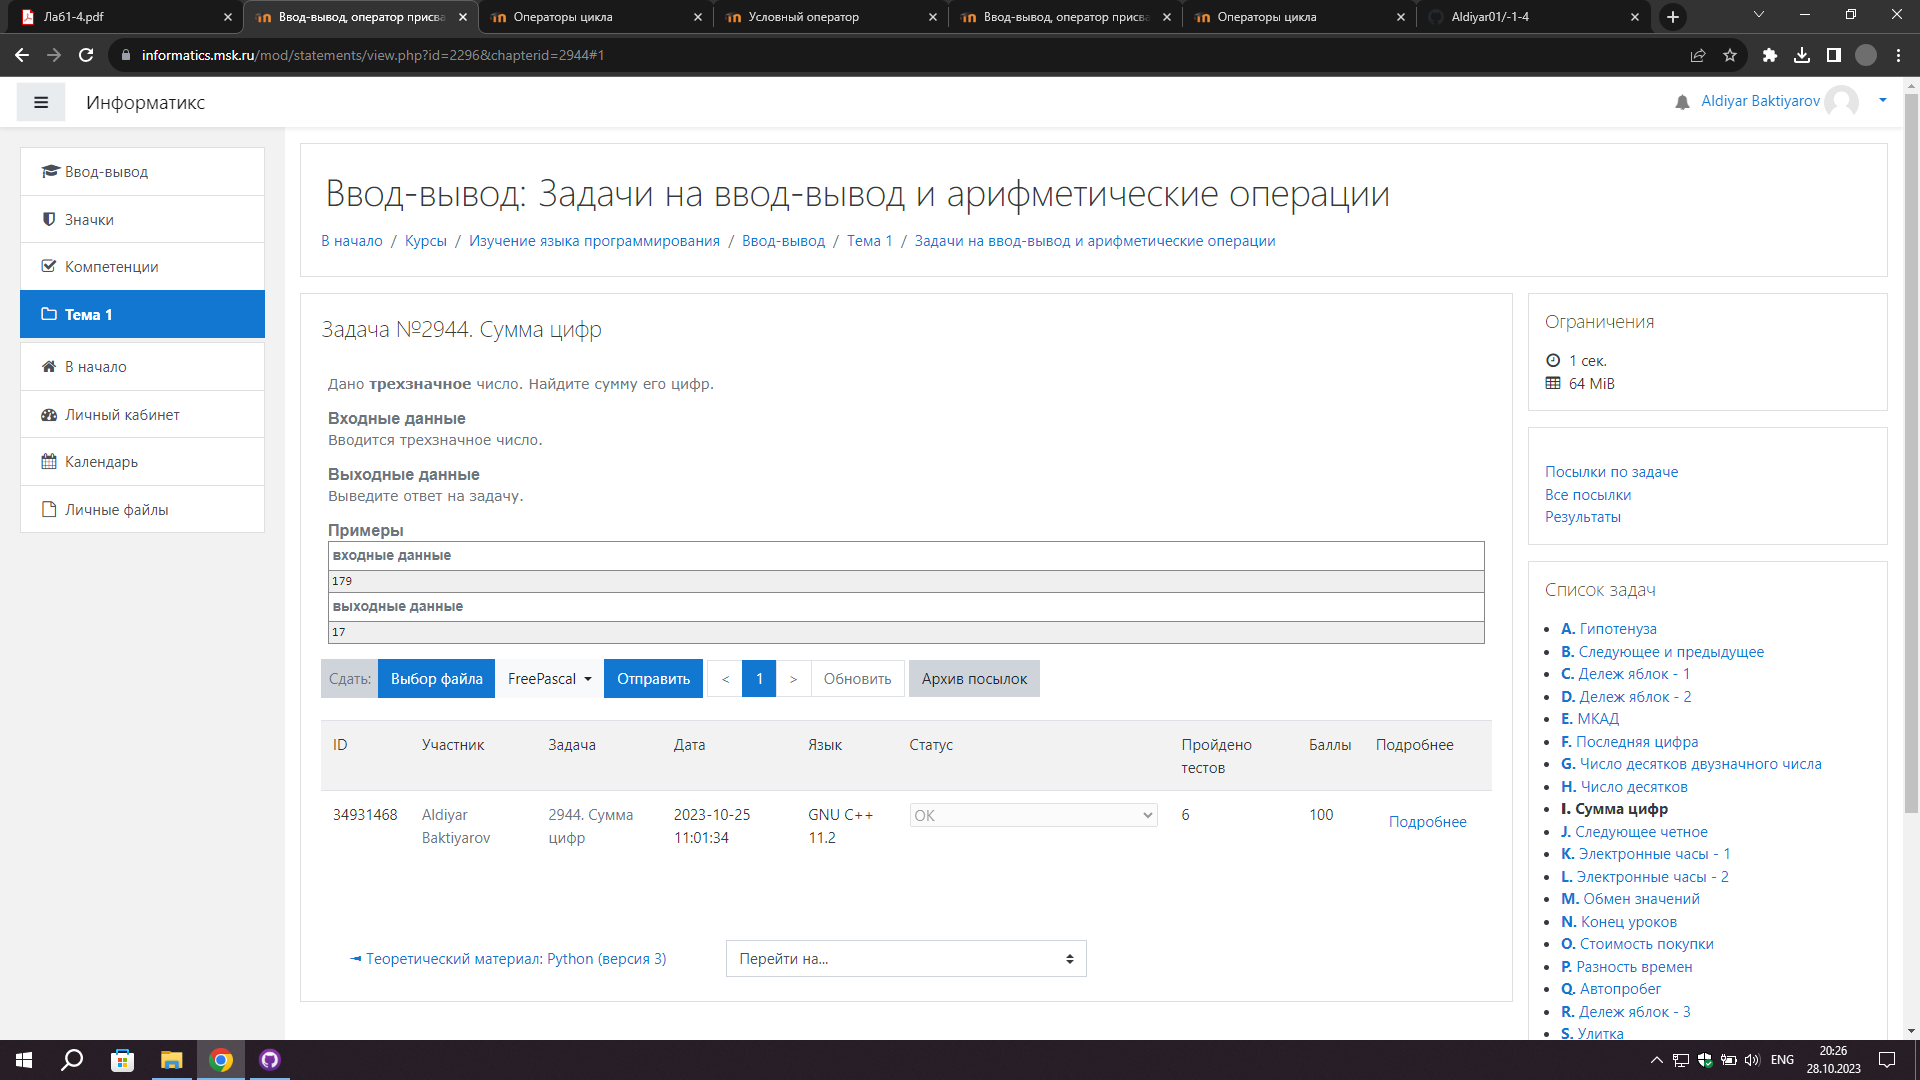 Лаб1-4.pdf
Ввод-вывод, оператор присва
Операторы цикла
Условный оператор
Ввод-вывод, оператор присва
Операторы цикла
Aldiyar01/-1-4
informatics.msk.ru/mod/statements/view.php?id=2296&chapterid=2944#1
Информатикс
Aldiyar Baktiyarov
Ввод-вывод
Значки
Компетенции
Тема 1
В начало
Личный кабинет
Календарь
Личные файлы
Ввод-вывод: Задачи на ввод-вывод и арифметические операции
В начало / Курсы / Изучение языка программирования / Ввод-вывод / Тема 1 / Задачи на ввод-вывод и арифметические операции
Задача №2944. Сумма цифр
Дано трехзначное число. Найдите сумму его цифр.
Входные данные
Вводится трехзначное число.
Выходные данные
Выведите ответ на задачу.
Примеры
входные данные
179
выходные данные
17
Сдать: Выбор файла FreePascal Отправить < 1 > Обновить Архив посылок
ID Участник Задача Дата Язык Статус Пройдено тестов Баллы Подробнее
34931468 Aldiyar Baktiyarov 2944. Сумма цифр 2023-10-25 11:01:34 GNU C++ 11.2 OK 6 100 Подробнее
◄ Теоретический материал: Python (версия 3)
Перейти на...
Ограничения
1 сек.
64 MiB
Посылки по задаче
Все посылки
Результаты
Список задач
A. Гипотенуза
B. Следующее и предыдущее
C. Дележ яблок - 1
D. Дележ яблок - 2
E. МКАД
F. Последняя цифра
G. Число десятков двузначного числа
H. Число десятков
I. Сумма цифр
J. Следующее четное
K. Электронные часы - 1
L. Электронные часы - 2
M. Обмен значений
N. Конец уроков
O. Стоимость покупки
P. Разность времен
Q. Автопробег
R. Дележ яблок - 3
S. Улитка
ENG
20:26
28.10.2023